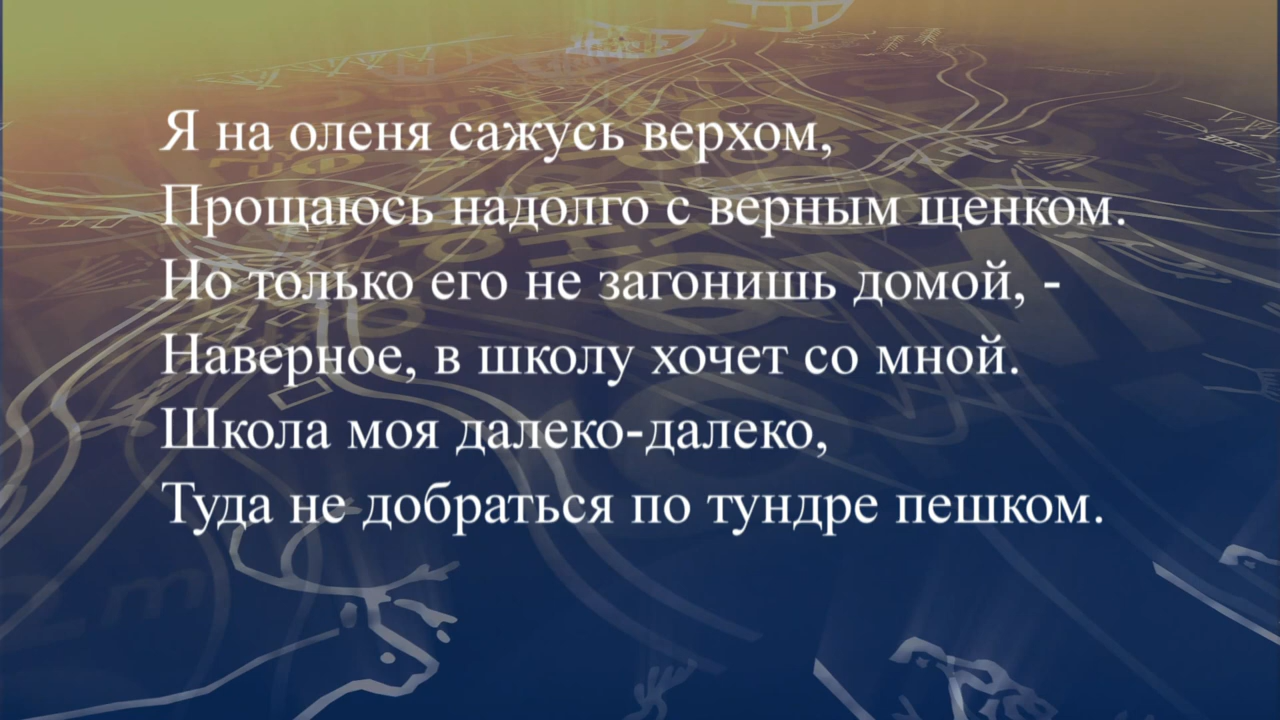 Я на оленя сажусь верхом,
Прощаюсь надолго с верным щенком.
Но только его не загонишь домой, -
Наверное, в школу хочет со мной.
Школа моя далеко-далеко,
Туда не добраться по тундре пешком.